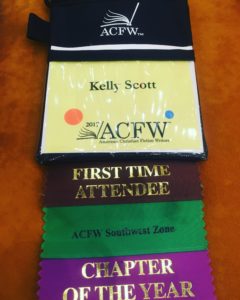 ACFW
Kelly Scott
2017 ACFW
American Christian Fiction Writers
FIRST TIME
ATTENDEE
ACFW Southwest Zone
CHAPTER
OF THE YEAR